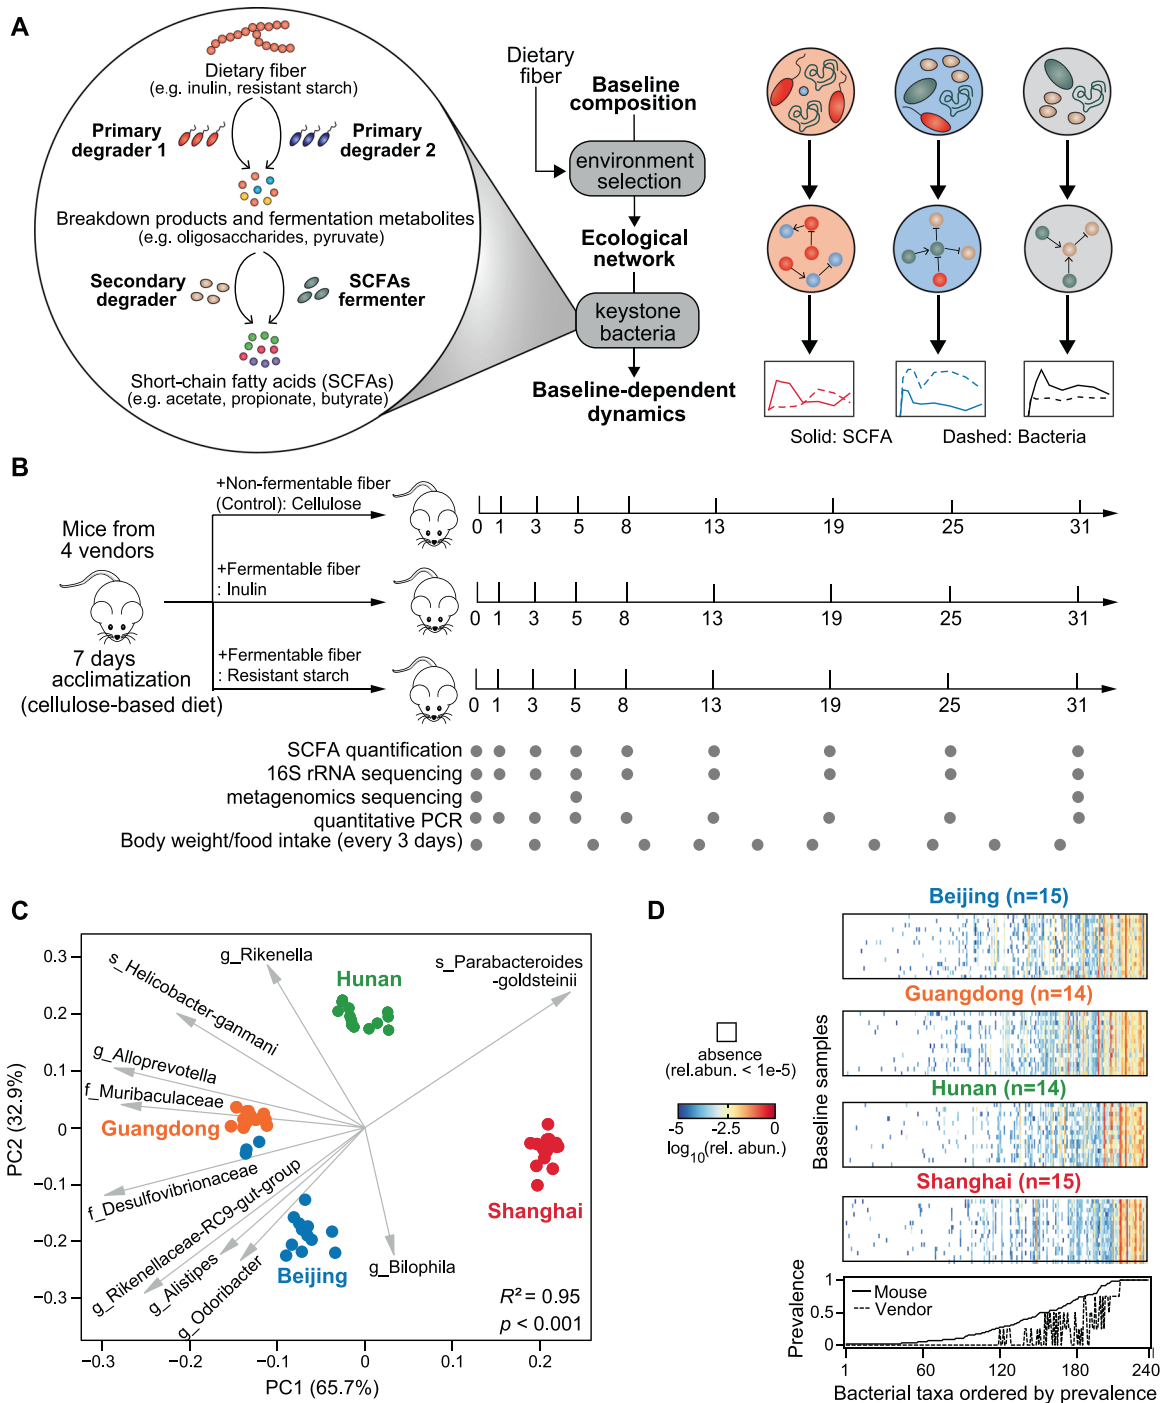 A
Dietary fiber
(e.g. inulin, resistant starch)
Primary
degrader 1
Primary
degrader 2
Breakdown products and fermentation metabolites
(e.g. oligosaccharides, pyruvate)
Secondary
degrader
SCFAs
fermenter
Short-chain fatty acids (SCFAs)
(e.g. acetate, propionate, butyrate)
Dietary
fiber
Baseline
composition
environment
selection
Ecological
network
keystone
bacteria
Baseline-dependent
dynamics
Solid: SCFA
Dashed: Bacteria
B
Mice from
4 vendors
7 days
acclimatization
(cellulose-based diet)
+Non-fermentable fiber
(Control): Cellulose
0 1 3 5 8 13 19 25 31
+Fermentable fiber
: Inulin
0 1 3 5 8 13 19 25 31
+Fermentable fiber
: Resistant starch
0 1 3 5 8 13 19 25 31
SCFA quantification
16S rRNA sequencing
metagenomics sequencing
quantitative PCR
Body weight/food intake (every 3 days)
C
PC2 (32.9%)
0.3
0.2
0.1
0
−0.1
−0.2
−0.3
g_Rikenella
s_Parabacteroides
-goldsteinii
s_Helicobacter-ganmani
Hunan
g_Alloprevotella
f_Muribaculaceae
Guangdong
f_Desulfovibrionaceae
Shanghai
g_Rikenellaceae-RC9-gut-group
g_Alistipes
g_Odoribacter
Beijing
g_Bilophila
R² = 0.95
p < 0.001
−0.3 −0.2 −0.1 0 0.1 0.2
PC1 (65.7%)
D
Beijing (n=15)
Guangdong (n=14)
Hunan (n=14)
Shanghai (n=15)
Baseline samples
absence
(rel.abun. < 1e-5)
-5 -2.5 0
log10(rel. abun.)
Prevalence
1
0.5
0
Mouse
Vendor
1 60 120 180 240
Bacterial taxa ordered by prevalence